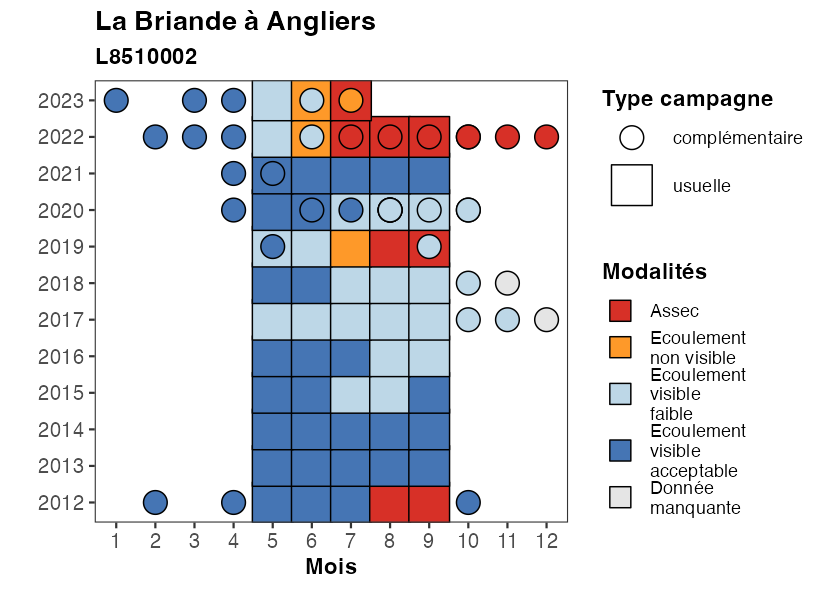 La Briande à Angliers
L8510002
2023
2022
2021
2020
2019
2018
2017
2016
2015
2014
2013
2012
1 2 3 4 5 6 7 8 9 10 11 12
Mois
Type campagne
complémentaire
usuelle
Modalités
Assec
Ecoulement
non visible
Ecoulement
visible
faible
Ecoulement
visible
acceptable
Donnée
manquante